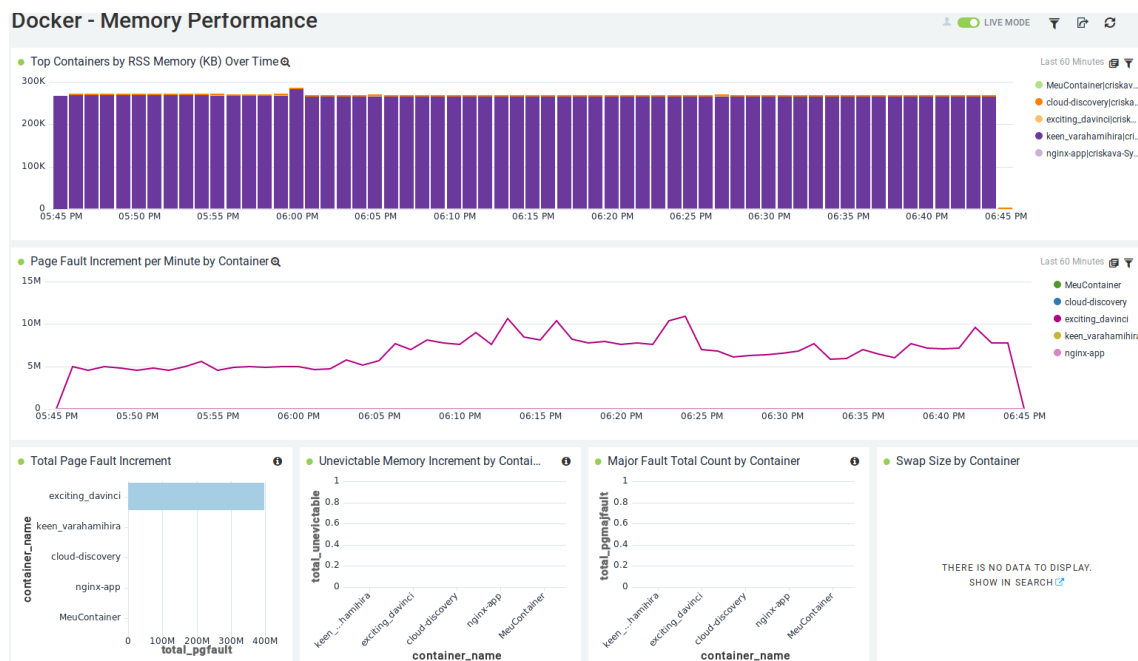 Docker - Memory Performance
LIVE MODE
Top Containers by RSS Memory (KB) Over Time
Last 60 Minutes
300K
200K
100K
0
05:45 PM 05:50 PM 05:55 PM 06:00 PM 06:05 PM 06:10 PM 06:15 PM 06:20 PM 06:25 PM 06:30 PM 06:35 PM 06:40 PM 06:45 PM
MeuContainer|criskav...
cloud-discovery|criska...
exciting_davinci|crisk...
keen_varahamihira|cri...
nginx-app|criskava-Sy...
Page Fault Increment per Minute by Container
Last 60 Minutes
15M
10M
5M
0
05:45 PM 05:50 PM 05:55 PM 06:00 PM 06:05 PM 06:10 PM 06:15 PM 06:20 PM 06:25 PM 06:30 PM 06:35 PM 06:40 PM 06:45 PM
MeuContainer
cloud-discovery
exciting_davinci
keen_varahamihira
nginx-app
Total Page Fault Increment
container_name
exciting_davinci
keen_varahamihira
cloud-discovery
nginx-app
MeuContainer
0 100M 200M 300M 400M
total_pgfault
Unevictable Memory Increment by Contai...
total_unevictable
1
0.8
0.6
0.4
0.2
0
keen_...hamihira exciting_davinci cloud-discovery nginx-app MeuContainer
container_name
Major Fault Total Count by Container
total_pgmajfault
1
0.8
0.6
0.4
0.2
0
keen_...hamihira exciting_davinci cloud-discovery nginx-app MeuContainer
container_name
Swap Size by Container
THERE IS NO DATA TO DISPLAY.
SHOW IN SEARCH